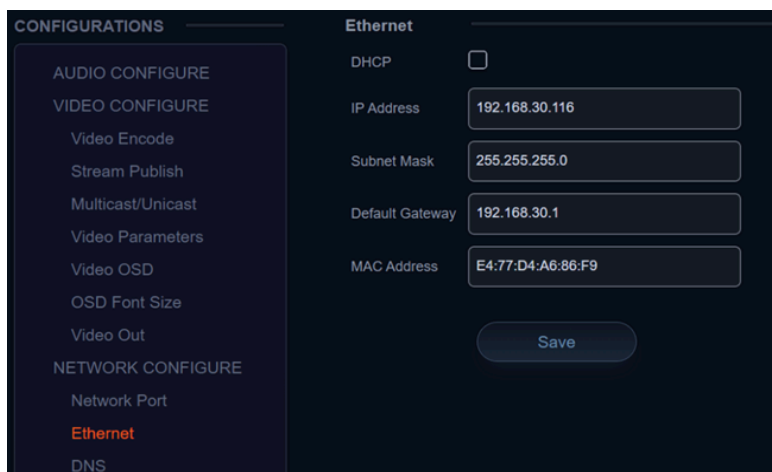 CONFIGURATIONS
AUDIO CONFIGURE
VIDEO CONFIGURE
Video Encode
Stream Publish
Multicast/Unicast
Video Parameters
Video OSD
OSD Font Size
Video Out
NETWORK CONFIGURE
Network Port
Ethernet
DNS
Ethernet
DHCP
IP Address 192.168.30.116
Subnet Mask 255.255.255.0
Default Gateway 192.168.30.1
MAC Address E4:77:D4:A6:86:F9
Save